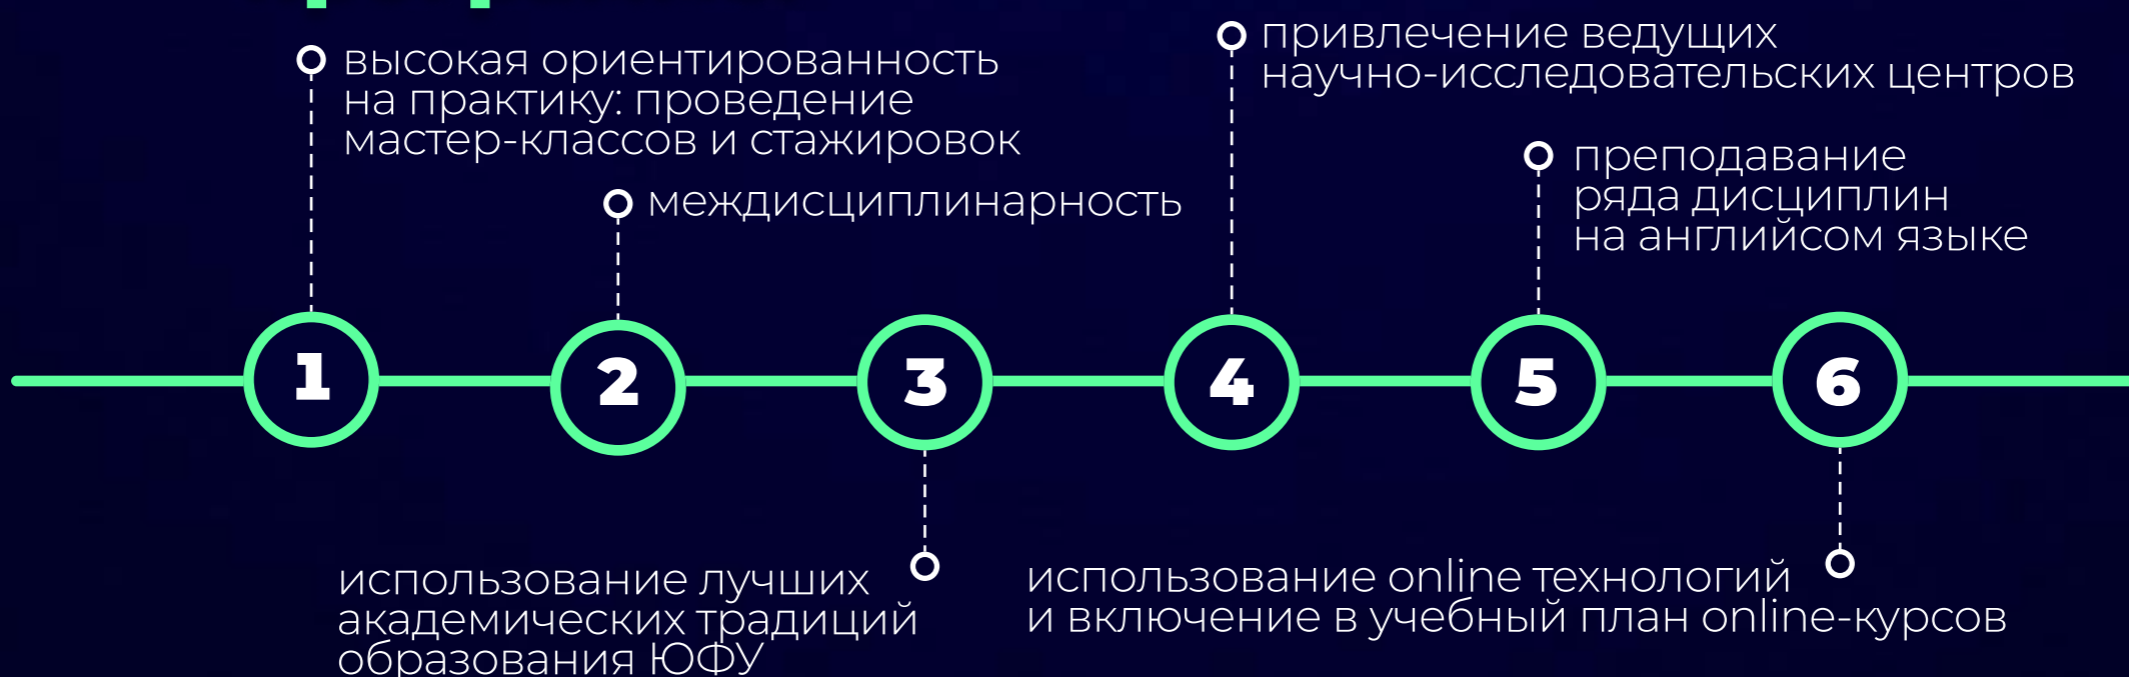 высокая ориентированность
на практику: проведение
мастер-классов и стажировок
междисциплинарность
привлечение ведущих
научно-исследовательских центров
преподавание
ряда дисциплин
на английсом языке
1
2
3
4
5
6
использование лучших
академических традиций
образования ЮФУ
использование online технологий
и включение в учебный план online-курсов